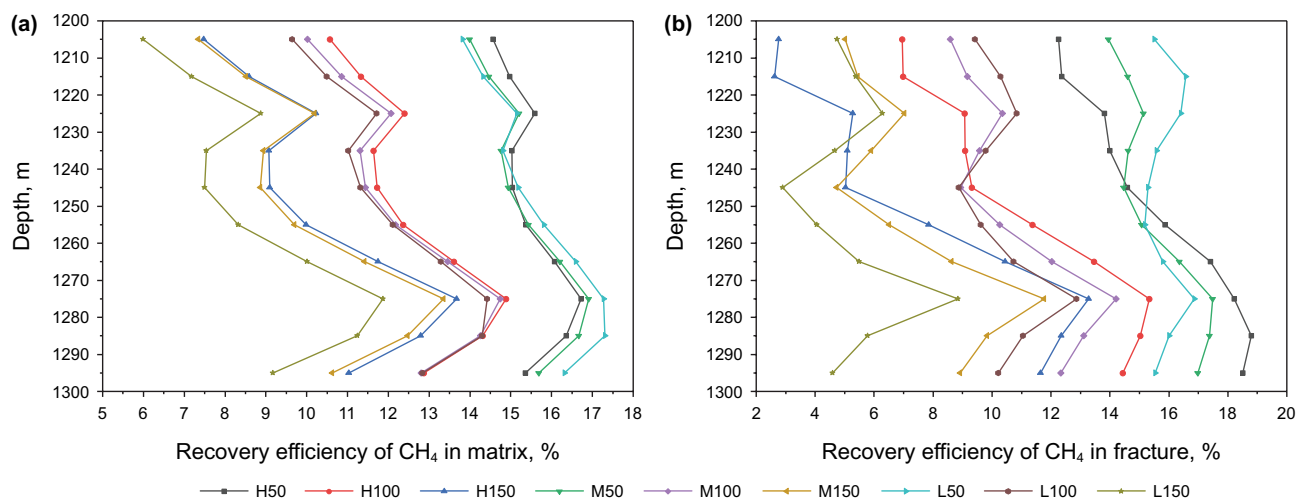 (a)
1200
1210
1220
1230
1240
1250
1260
1270
1280
1290
1300
Depth, m
5 6 7 8 9 10 11 12 13 14 15 16 17 18
Recovery efficiency of CH₄ in matrix, %
(b)
1200
1210
1220
1230
1240
1250
1260
1270
1280
1290
1300
Depth, m
2 4 6 8 10 12 14 16 18 20
Recovery efficiency of CH₄ in fracture, %
H50 H100 H150 M50 M100 M150 L50 L100 L150